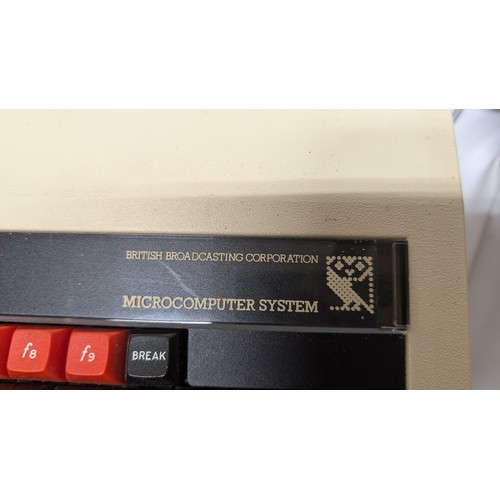 BRITISH BROADCASTING CORPORATION
MICROCOMPUTER SYSTEM
f8 f9 BREAK